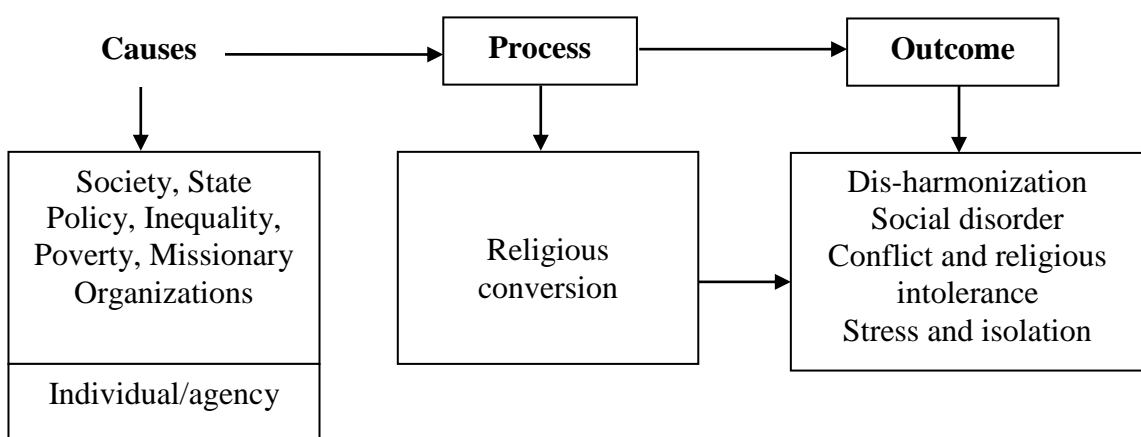 Causes
Process
Outcome
Society, State
Policy, Inequality,
Poverty, Missionary
Organizations
Individual/agency
Religious
conversion
Dis-harmonization
Social disorder
Conflict and religious
intolerance
Stress and isolation